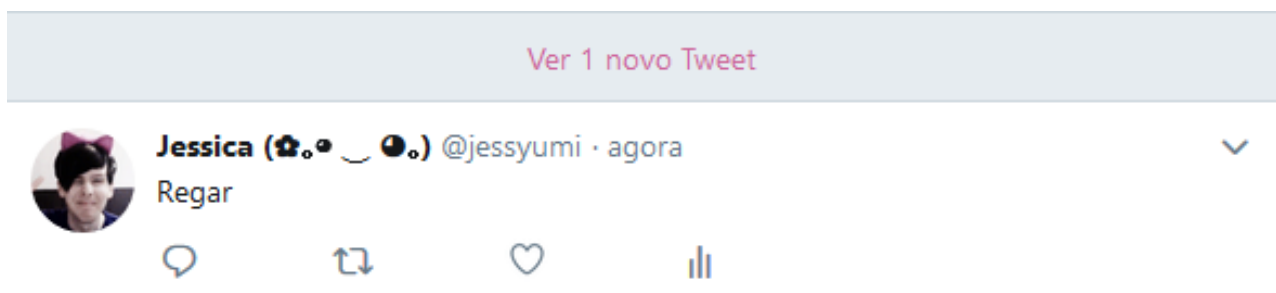 Ver 1 novo Tweet
Jessica (✿｡◕ ‿ ◕｡) @jessyumi · agora
Regar